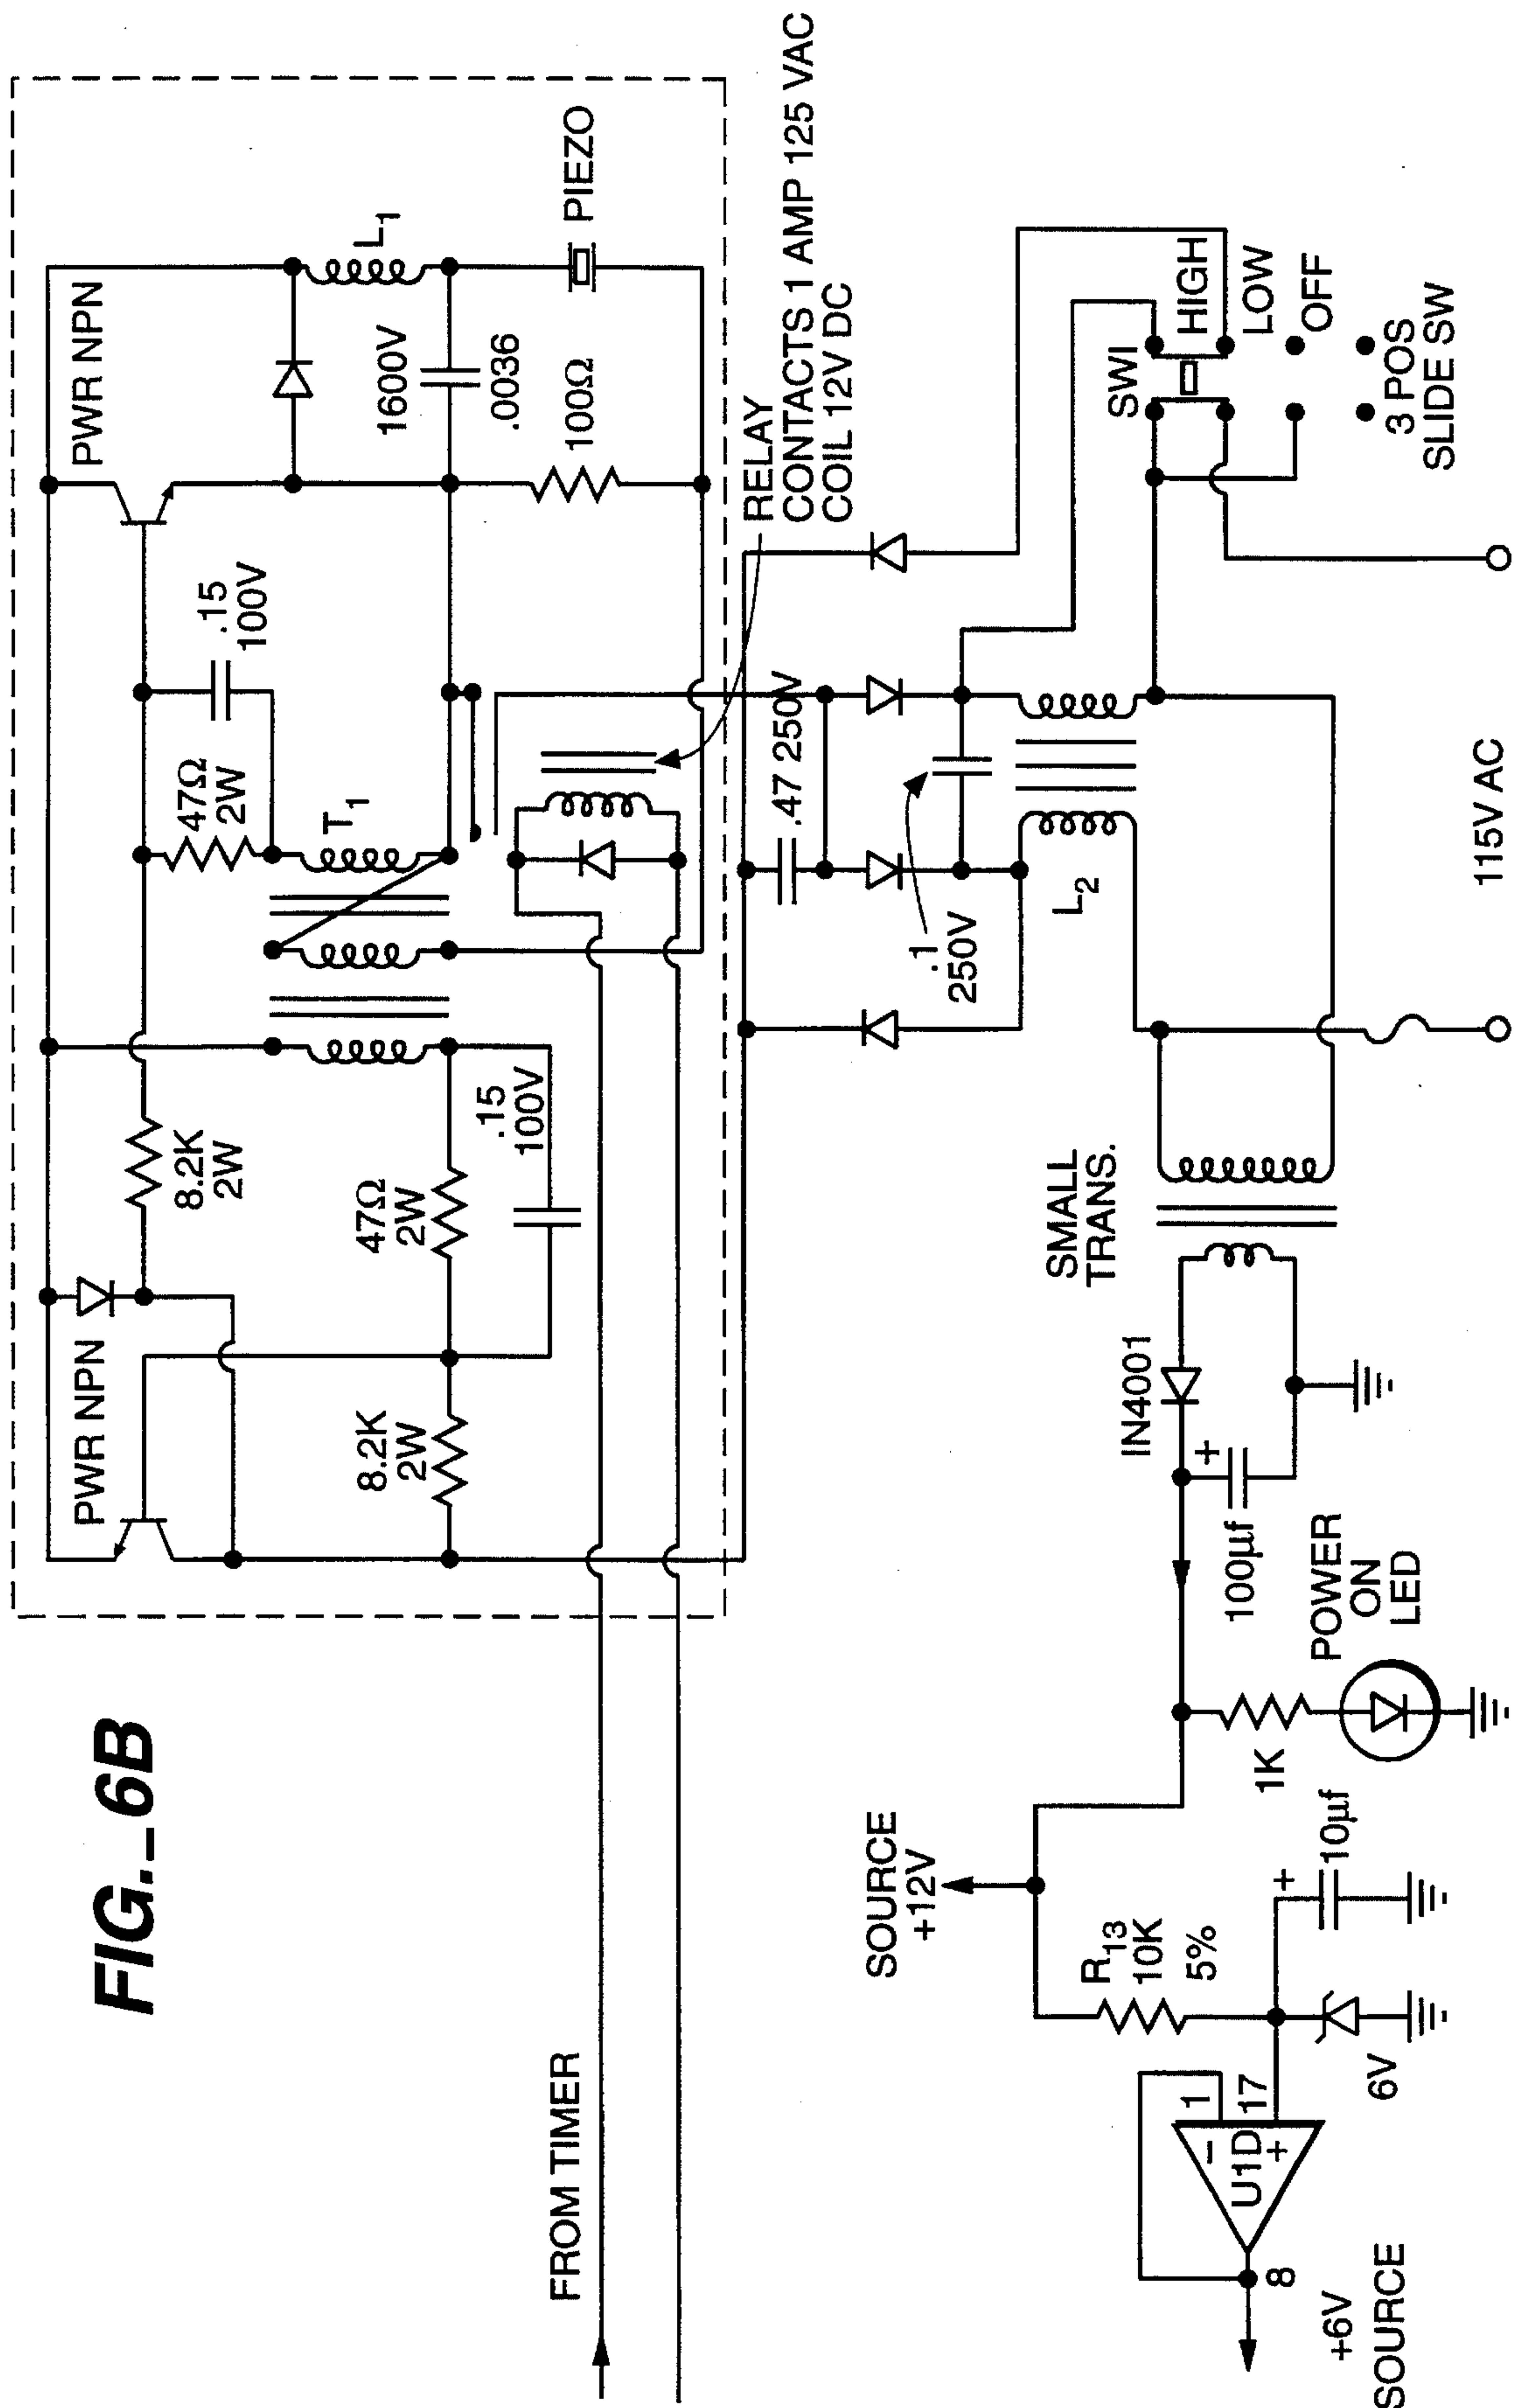 FIG._6B
PWR NPN
PWR NPN
8.2K
2W
8.2K
2W
47Ω
2W
.15
100V
47Ω
2W
T1
.15
100V
1600V
.0036
L1
100Ω
PIEZO
RELAY
CONTACTS 1 AMP 125 VAC
COIL 12V DC
FROM TIMER
.47 250V
.1
250V
L2
SWI
HIGH
LOW
OFF
3 POS
SLIDE SW
115V AC
SMALL
TRANS.
IN4001
+
100µf
POWER
ON
LED
1K
SOURCE
+12V
R13
10K
5%
+
10µf
6V
1
17
−
U1D
+
8
+6V
SOURCE